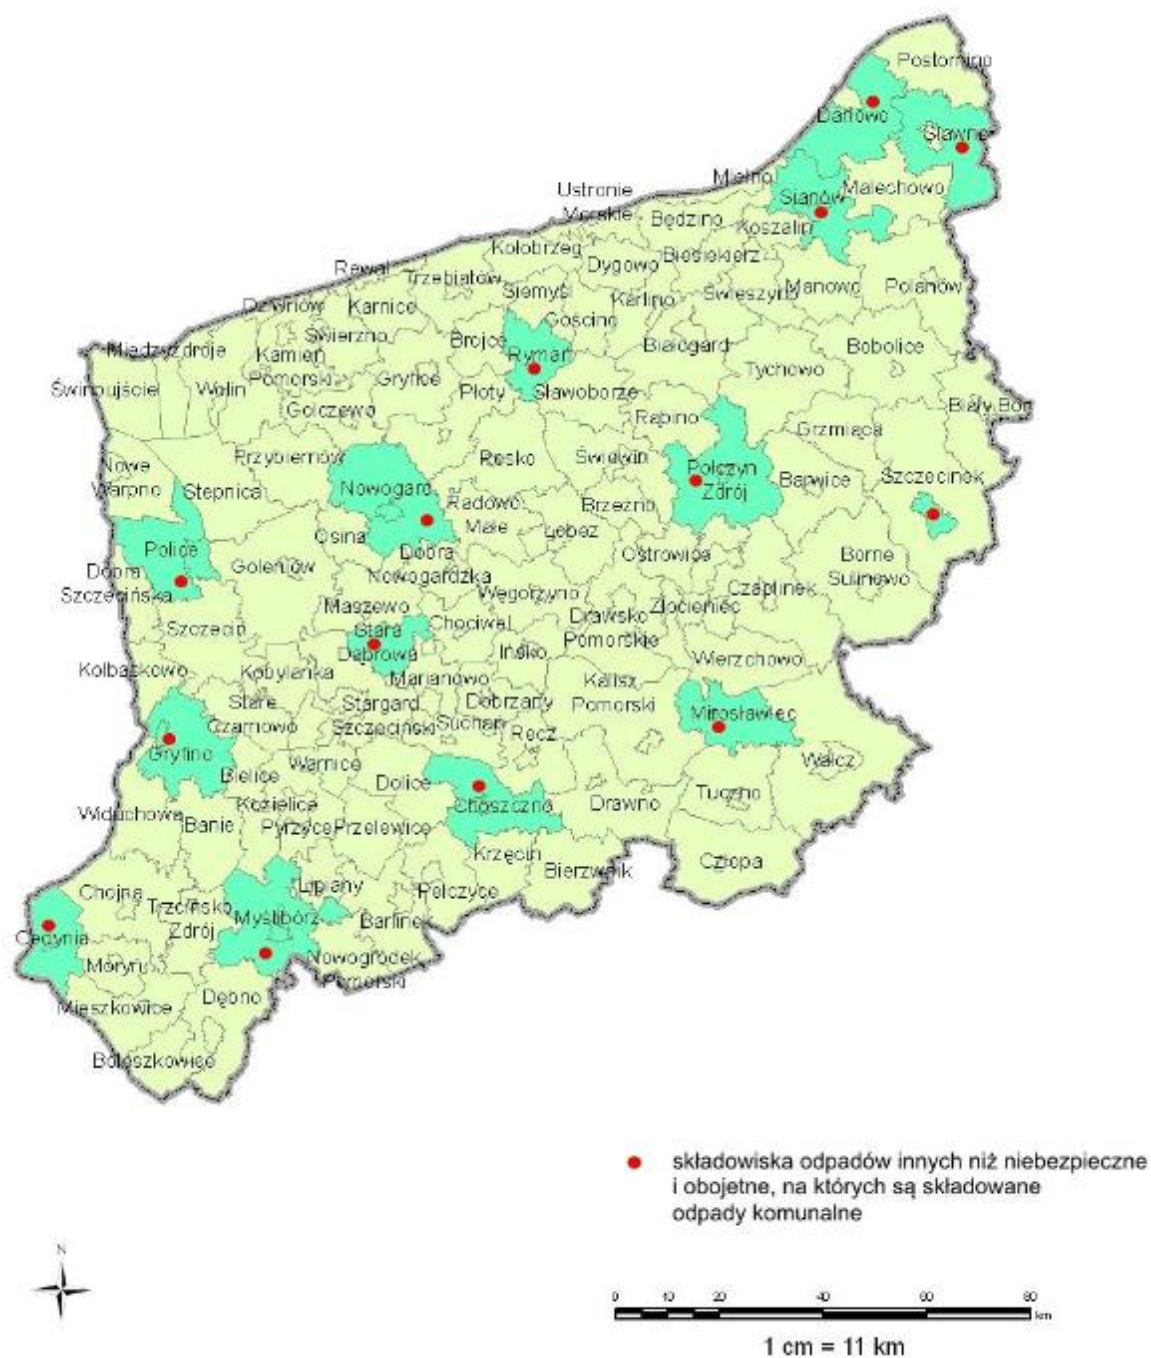 Postomino
Darłowo
Sławno
Mielno
Sianów
Malechowo
Ustronie
Morskie
Będzino
Koszalin
Kołobrzeg
Dygowo
Biesiekierz
Rewal
Trzebiatów
Siemyśl
Karlino
Świeszyno
Manowo
Polanów
Dziwnów
Karnice
Gościno
Międzyzdroje
Świerzno
Brojce
Rymań
Białogard
Bobolice
Kamień
Pomorski
Tychowo
Świnoujście
Wolin
Gryfice
Płoty
Sławoborze
Biały Bór
Golczewo
Rąbino
Grzmiąca
Nowe
Warpno
Przybiernów
Resko
Świdwin
Połczyn
Zdrój
Barwice
Szczecinek
Stepnica
Nowogard
Radowo
Małe
Brzeżno
Łobez
Osina
Police
Dobra
Nowogardzka
Ostrowice
Borne
Sulinowo
Dobra
Szczecińska
Goleniów
Węgorzyno
Złocieniec
Czaplinek
Maszewo
Chociwel
Drawsko
Pomorskie
Szczecin
Stara
Dąbrowa
Ińsko
Wierzchowo
Kołbaskowo
Kobylanka
Marianowo
Kalisz
Pomorski
Stare
Czarnowo
Stargard
Szczeciński
Dobrzany
Suchań
Recz
Mirosławiec
Gryfino
Bielice
Warnice
Dolice
Wałcz
Widuchowa
Kozielice
Choszczno
Drawno
Tuczno
Banie
Pyrzyce
Przelewice
Krzęcin
Bierzwnik
Człopa
Chojna
Lipiany
Pełczyce
Trzcińsko
Zdrój
Myślibórz
Barlinek
Cedynia
Moryń
Nowogródek
Pomorski
Mieszkowice
Dębno
Boleszkowice
składowiska odpadów innych niż niebezpieczne
i obojetne, na których są składowane
odpady komunalne
N
0 10 20 40 60 80
km
1 cm = 11 km